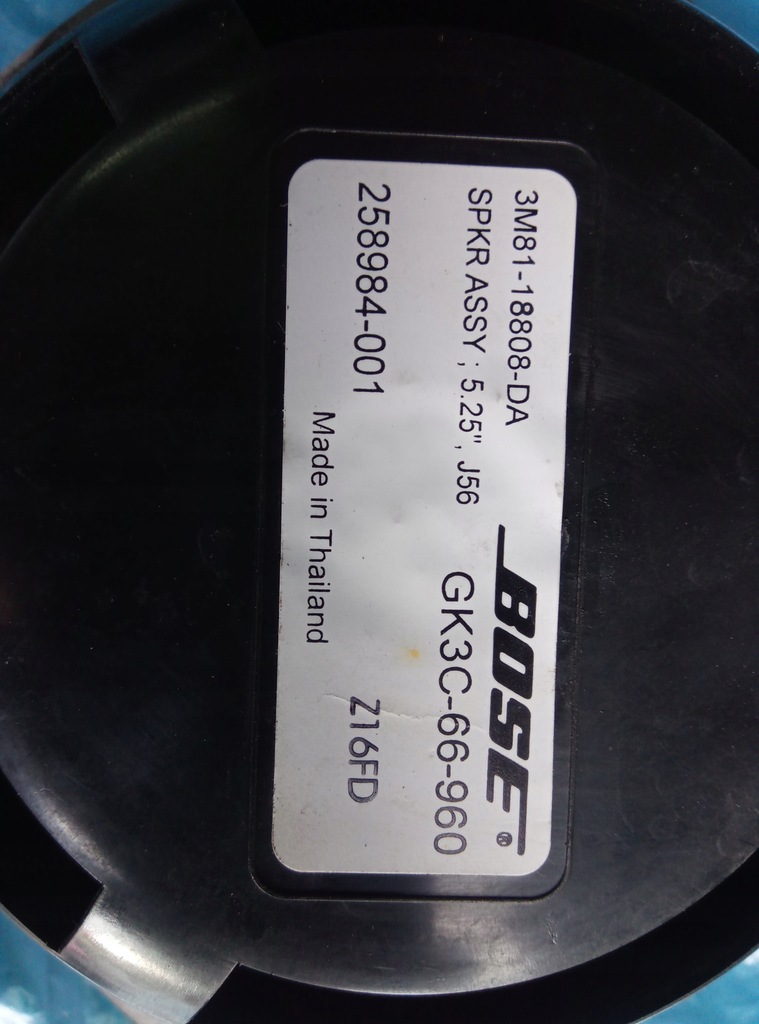 3M81-18808-DA
BOSE®
SPKR ASSY ; 5.25", J56
GK3C-66-960
258984-001
Z16FD
Made in Thailand